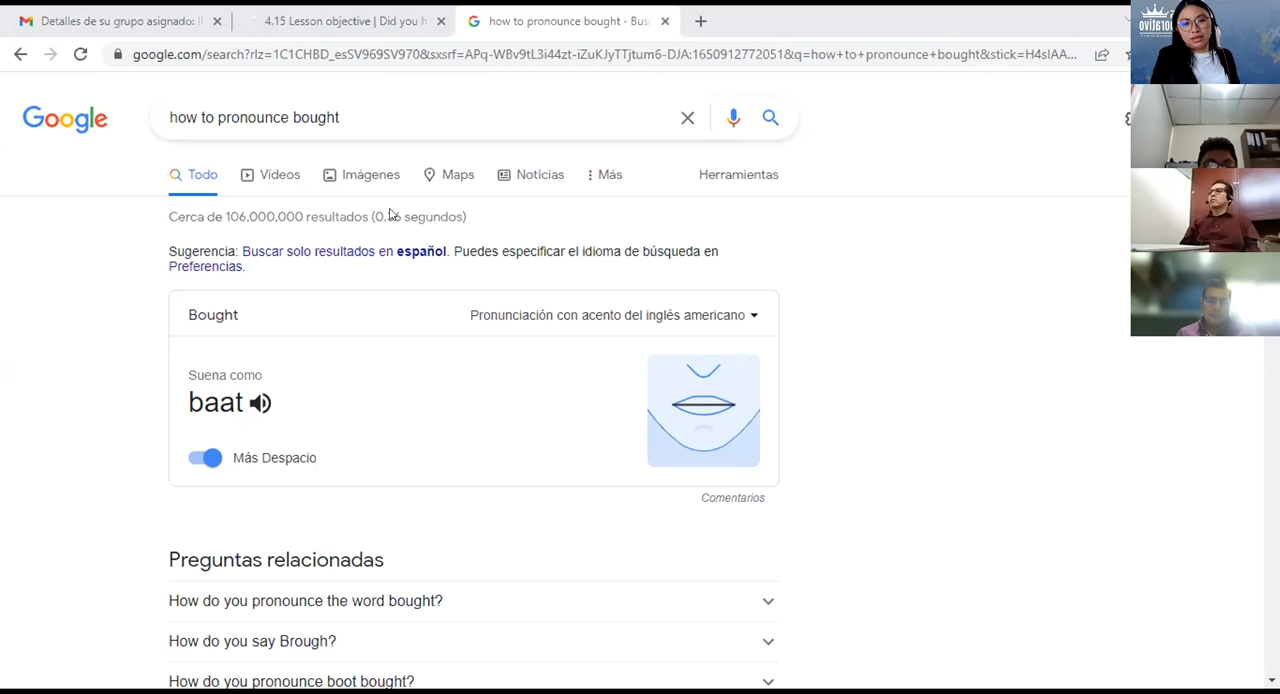 Detalles de su grupo asignado: I
4.15 Lesson objective | Did you h
how to pronounce bought - Bus
google.com/search?rlz=1C1CHBD_esSV969SV970&sxsrf=APq-WBv9tL3i44zt-iZuKJyTTjtum6-DJA:1650912772051&q=how+to+pronounce+bought&stick=H4sIAA...
Google
how to pronounce bought
Todo
Videos
Imágenes
Maps
Noticias
Más
Herramientas
Cerca de 106,000,000 resultados segundos)
Sugerencia: Buscar solo resultados en español. Puedes especificar el idioma de búsqueda en
Preferencias.
Bought
Pronunciación con acento del inglés americano
Suena como
baat
Más Despacio
Comentarios
Preguntas relacionadas
How do you pronounce the word bought?
How do you say Brough?
How do you pronounce boot bought?